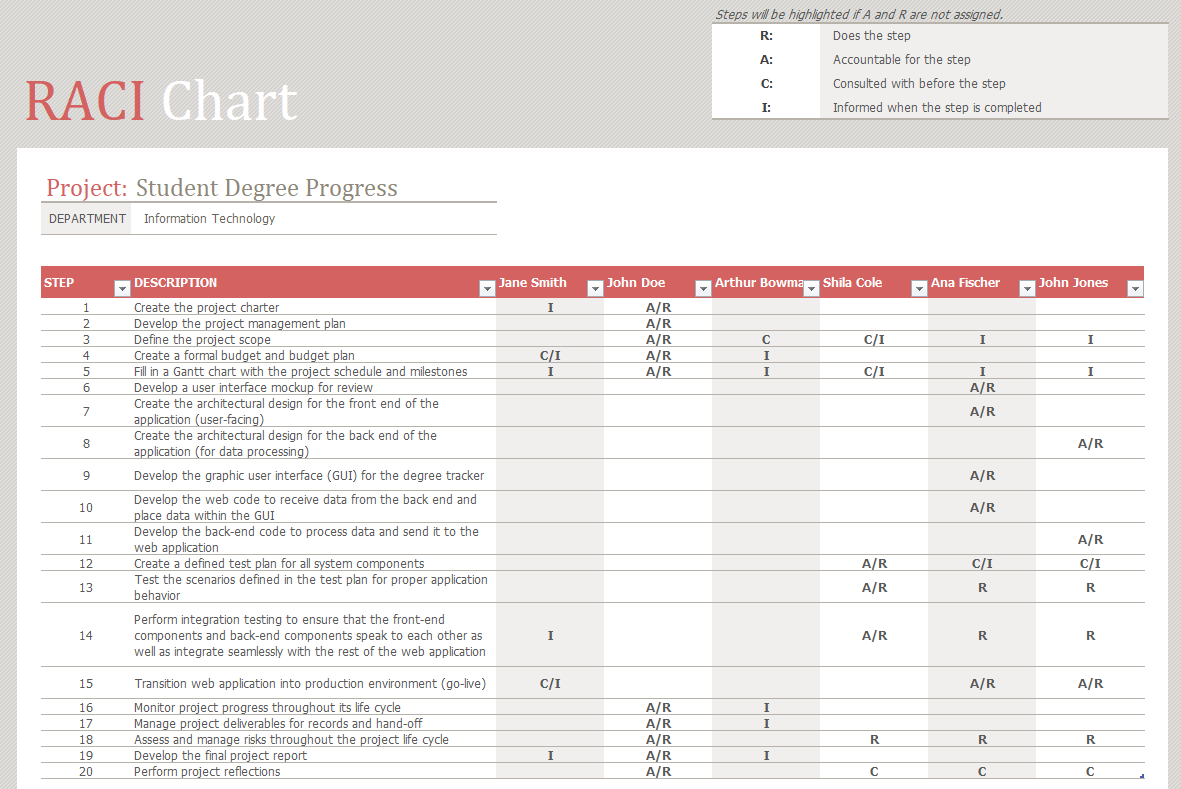 Steps will be highlighted if A and R are not assigned.
R: Does the step
A: Accountable for the step
C: Consulted with before the step
I: Informed when the step is completed
RACI Chart
Project: Student Degree Progress
DEPARTMENT Information Technology
STEP DESCRIPTION Jane Smith John Doe Arthur Bowma Shila Cole Ana Fischer John Jones
1 Create the project charter I A/R
2 Develop the project management plan A/R
3 Define the project scope A/R C C/I I I
4 Create a formal budget and budget plan C/I A/R I
5 Fill in a Gantt chart with the project schedule and milestones I A/R I C/I I I
6 Develop a user interface mockup for review A/R
7 Create the architectural design for the front end of the
application (user-facing) A/R
8 Create the architectural design for the back end of the
application (for data processing) A/R
9 Develop the graphic user interface (GUI) for the degree tracker A/R
10 Develop the web code to receive data from the back end and
place data within the GUI A/R
11 Develop the back-end code to process data and send it to the
web application A/R
12 Create a defined test plan for all system components A/R C/I C/I
13 Test the scenarios defined in the test plan for proper application
behavior A/R R R
Perform integration testing to ensure that the front-end
14 components and back-end components speak to each other as I A/R R R
well as integrate seamlessly with the rest of the web application
15 Transition web application into production environment (go-live) C/I A/R A/R
16 Monitor project progress throughout its life cycle A/R I
17 Manage project deliverables for records and hand-off A/R I
18 Assess and manage risks throughout the project life cycle A/R R R R
19 Develop the final project report I A/R I
20 Perform project reflections A/R C C C